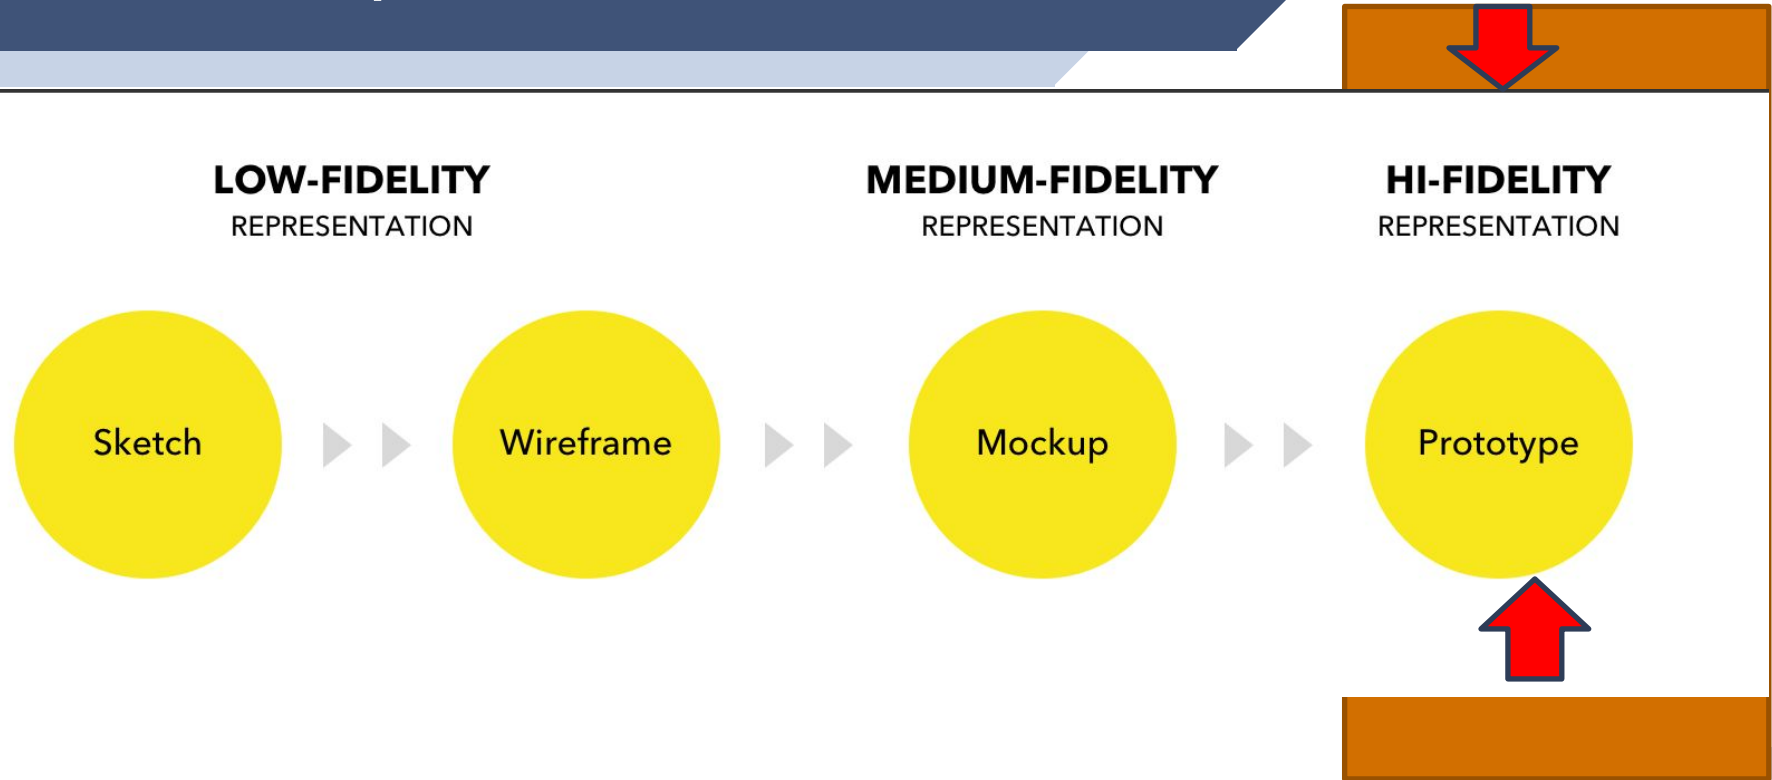 LOW-FIDELITY
REPRESENTATION
MEDIUM-FIDELITY
REPRESENTATION
HI-FIDELITY
REPRESENTATION
Sketch
Wireframe
Mockup
Prototype